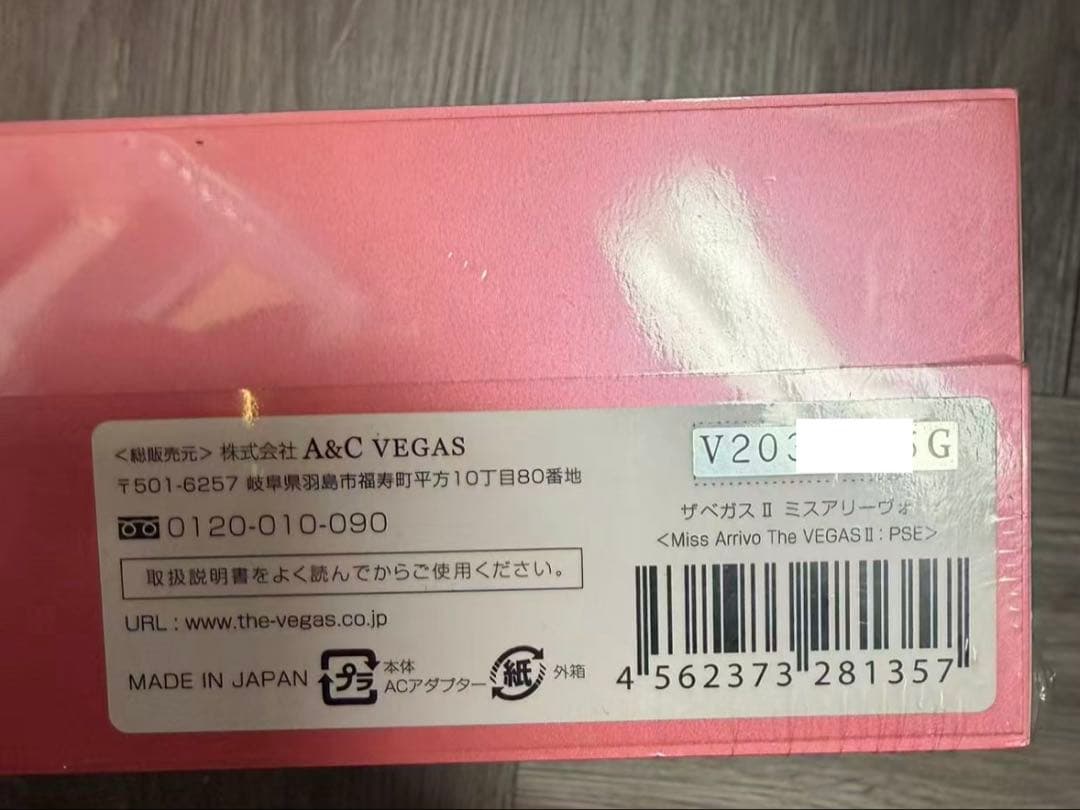 ＜総販売元＞ 株式会社 A&C VEGAS
〒501-6257 岐阜県羽島市福寿町平方10丁目80番地
0120-010-090
取扱説明書をよく読んでからご使用ください。
URL : www.the-vegas.co.jp
MADE IN JAPAN プラ 本体 ACアダプター 紙 外箱
V203 5G
ザベガスⅡ ミスアリーヴォ
＜Miss Arrivo The VEGASⅡ : PSE＞
4 562373 281357